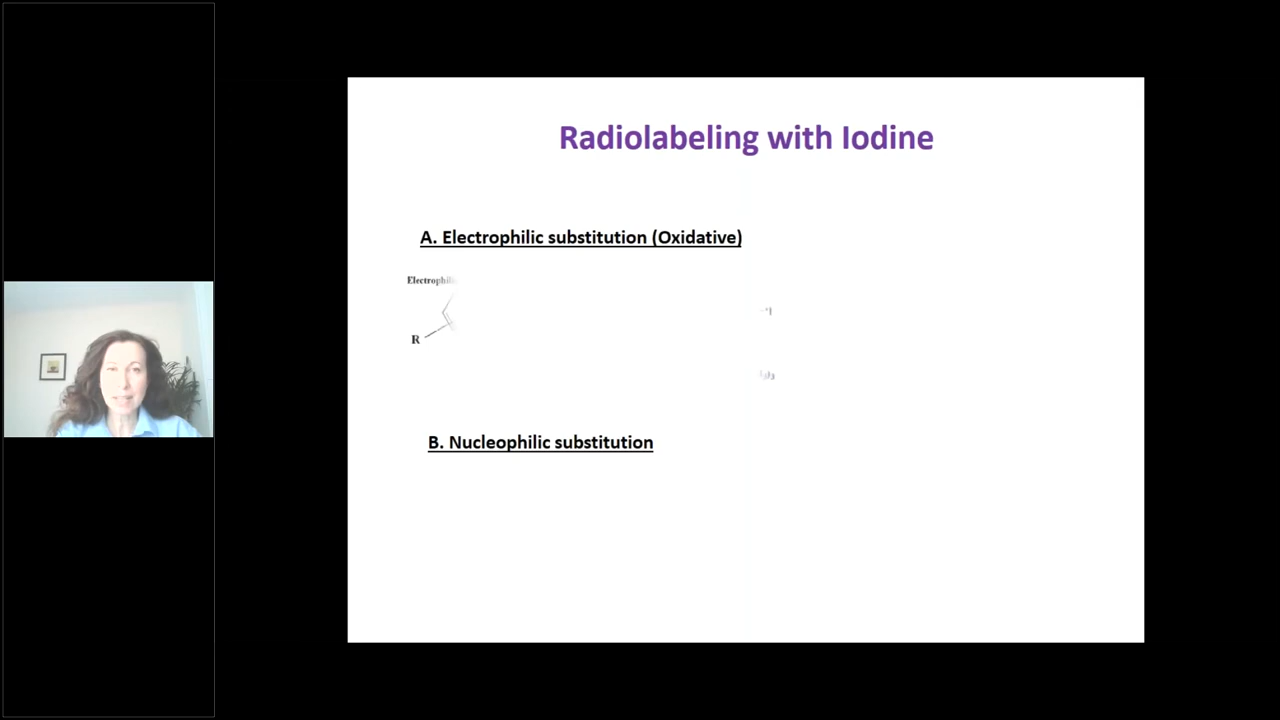 Radiolabeling with Iodine
A. Electrophilic substitution (Oxidative)
R
B. Nucleophilic substitution